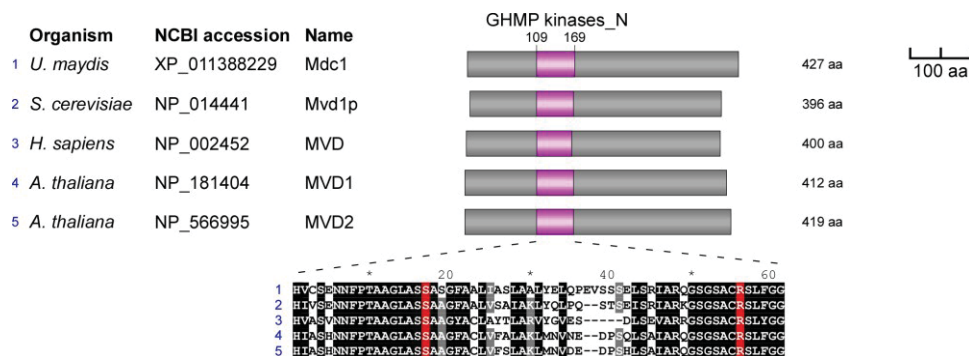 GHMP kinases_N
Organism NCBI accession Name 109 169
1 U. maydis XP_011388229 Mdc1 427 aa
100 aa
2 S. cerevisiae NP_014441 Mvd1p 396 aa
3 H. sapiens NP_002452 MVD 400 aa
4 A. thaliana NP_181404 MVD1 412 aa
5 A. thaliana NP_566995 MVD2 419 aa
* 20 * 40 * 60
1 HVCSENNFPTAAGLASSASGFAALIASLAALYELQPEVSSSELSRIARQGSGSACRSLFGG
2 HIVSENNFPTAAGLASSAAGFAALVSAIAKLYQLPQ--STSEISRIARKGSGSACRSLFGG
3 HVASVNNFPTAAGLASSAAGYACLAYTLARVYGVES-----DLSEVARRGSGSACRSLYGG
4 HIASHNNFPTAAGLASSAAGFACLVFALAKLMNVNE--DPSQLSAIARQGSGSACRSLFGG
5 HIASHNNFPTAAGLASSAAGFACLVFSLAKLMNVDE--DPSHLSAIARQGSGSACRSLFGG